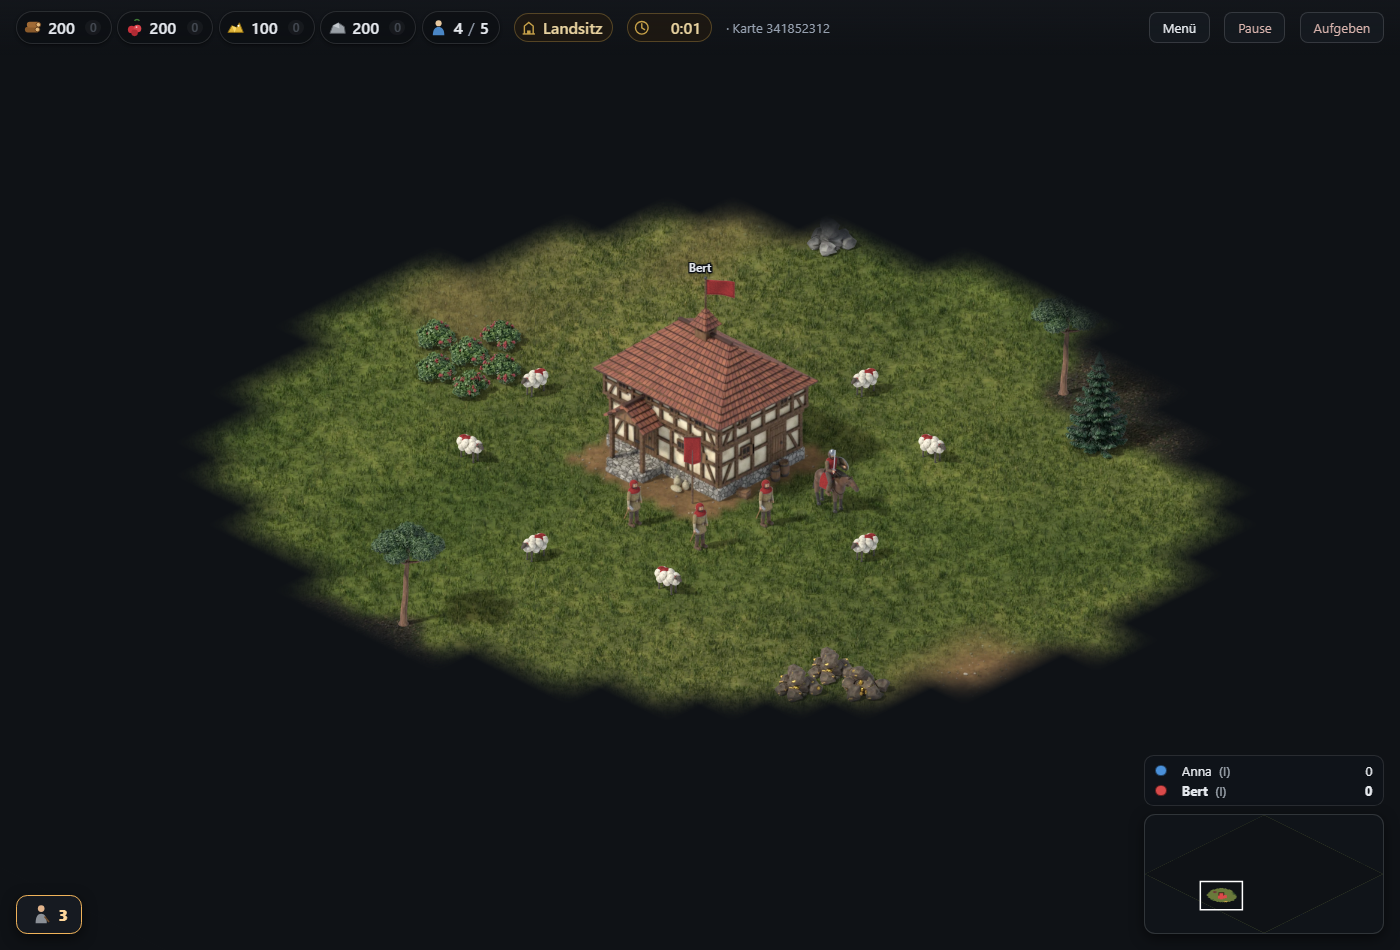 200 0 200 0 100 0 200 0 4 / 5 Landsitz 0:01 · Karte 341852312 Menü Pause Aufgeben
Bert
Anna (I) 0
Bert (I) 0
3